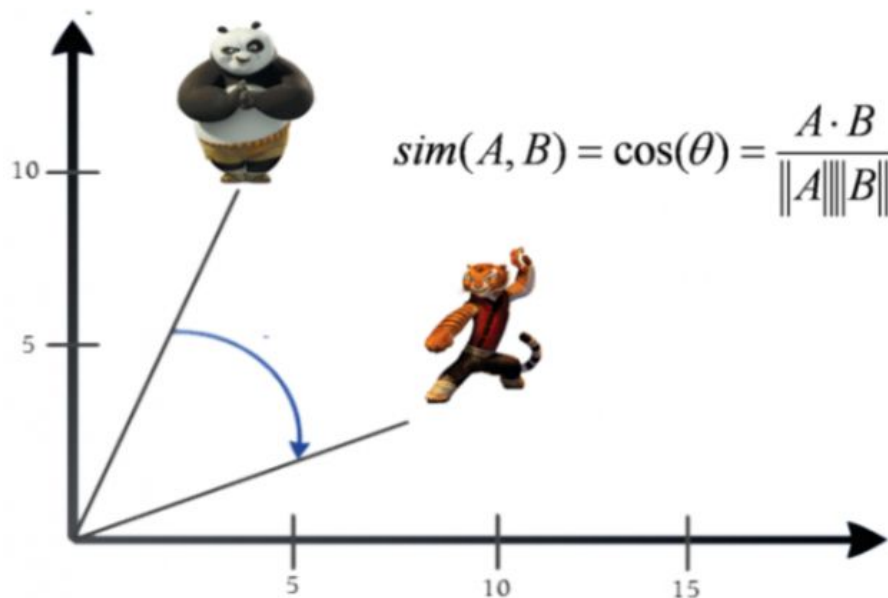 10
sim(A, B) = cos(θ) = A · B / ||A||||B||
5
5 10 15